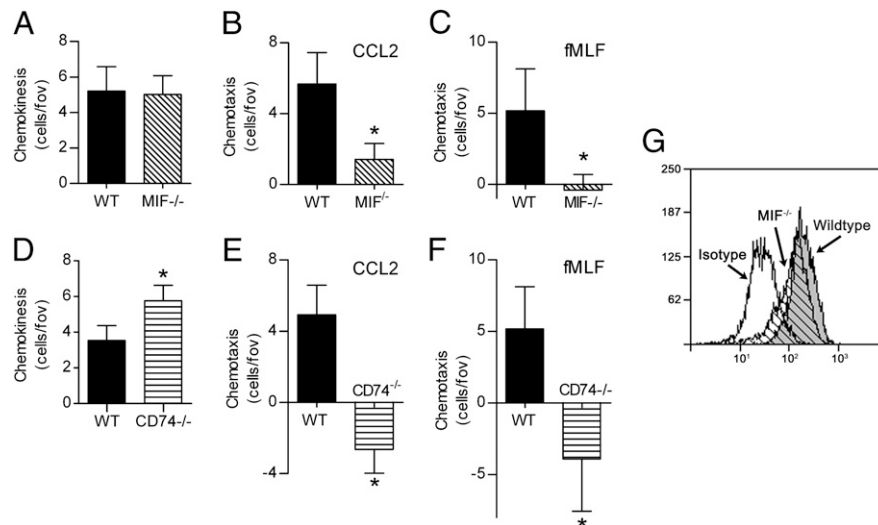 A
Chemokinesis
(cells/fov)
8
6
4
2
0
WT
MIF-/-
B
CCL2
Chemotaxis
(cells/fov)
8
4
0
*
WT
MIF/-
C
fMLF
Chemotaxis
(cells/fov)
10
5
0
*
WT
MIF-/-
D
Chemokinesis
(cells/fov)
8
6
4
2
0
*
WT
CD74-/-
E
CCL2
Chemotaxis
(cells/fov)
8
4
0
-4
WT
CD74-/-
*
F
fMLF
Chemotaxis
(cells/fov)
10
5
0
-5
WT
CD74-/-
*
G
250
187
125
62
0
Isotype
MIF-/-
Wildtype
10¹
10²
10³